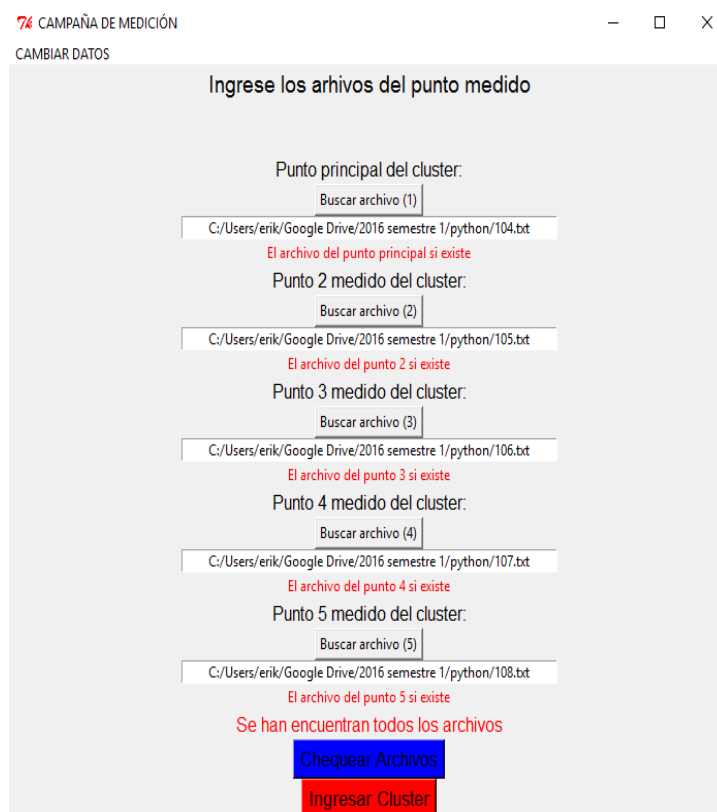 CAMPAÑA DE MEDICIÓN
CAMBIAR DATOS
Ingrese los arhivos del punto medido
Punto principal del cluster:
Buscar archivo (1)
C:/Users/erik/Google Drive/2016 semestre 1/python/104.txt
El archivo del punto principal si existe
Punto 2 medido del cluster:
Buscar archivo (2)
C:/Users/erik/Google Drive/2016 semestre 1/python/105.txt
El archivo del punto 2 si existe
Punto 3 medido del cluster:
Buscar archivo (3)
C:/Users/erik/Google Drive/2016 semestre 1/python/106.txt
El archivo del punto 3 si existe
Punto 4 medido del cluster:
Buscar archivo (4)
C:/Users/erik/Google Drive/2016 semestre 1/python/107.txt
El archivo del punto 4 si existe
Punto 5 medido del cluster:
Buscar archivo (5)
C:/Users/erik/Google Drive/2016 semestre 1/python/108.txt
El archivo del punto 5 si existe
Se han encuentran todos los archivos
Chequear Archivos
Ingresar Cluster